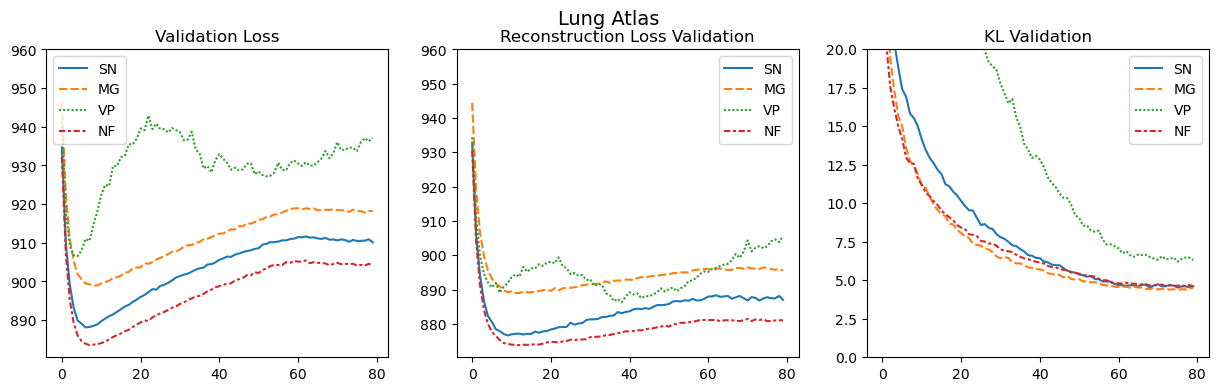 Lung Atlas
Validation Loss
960
950
940
930
920
910
900
890
0 20 40 60 80
SN
MG
VP
NF
Reconstruction Loss Validation
960
950
940
930
920
910
900
890
880
0 20 40 60 80
SN
MG
VP
NF
KL Validation
20.0
17.5
15.0
12.5
10.0
7.5
5.0
2.5
0.0
0 20 40 60 80
SN
MG
VP
NF